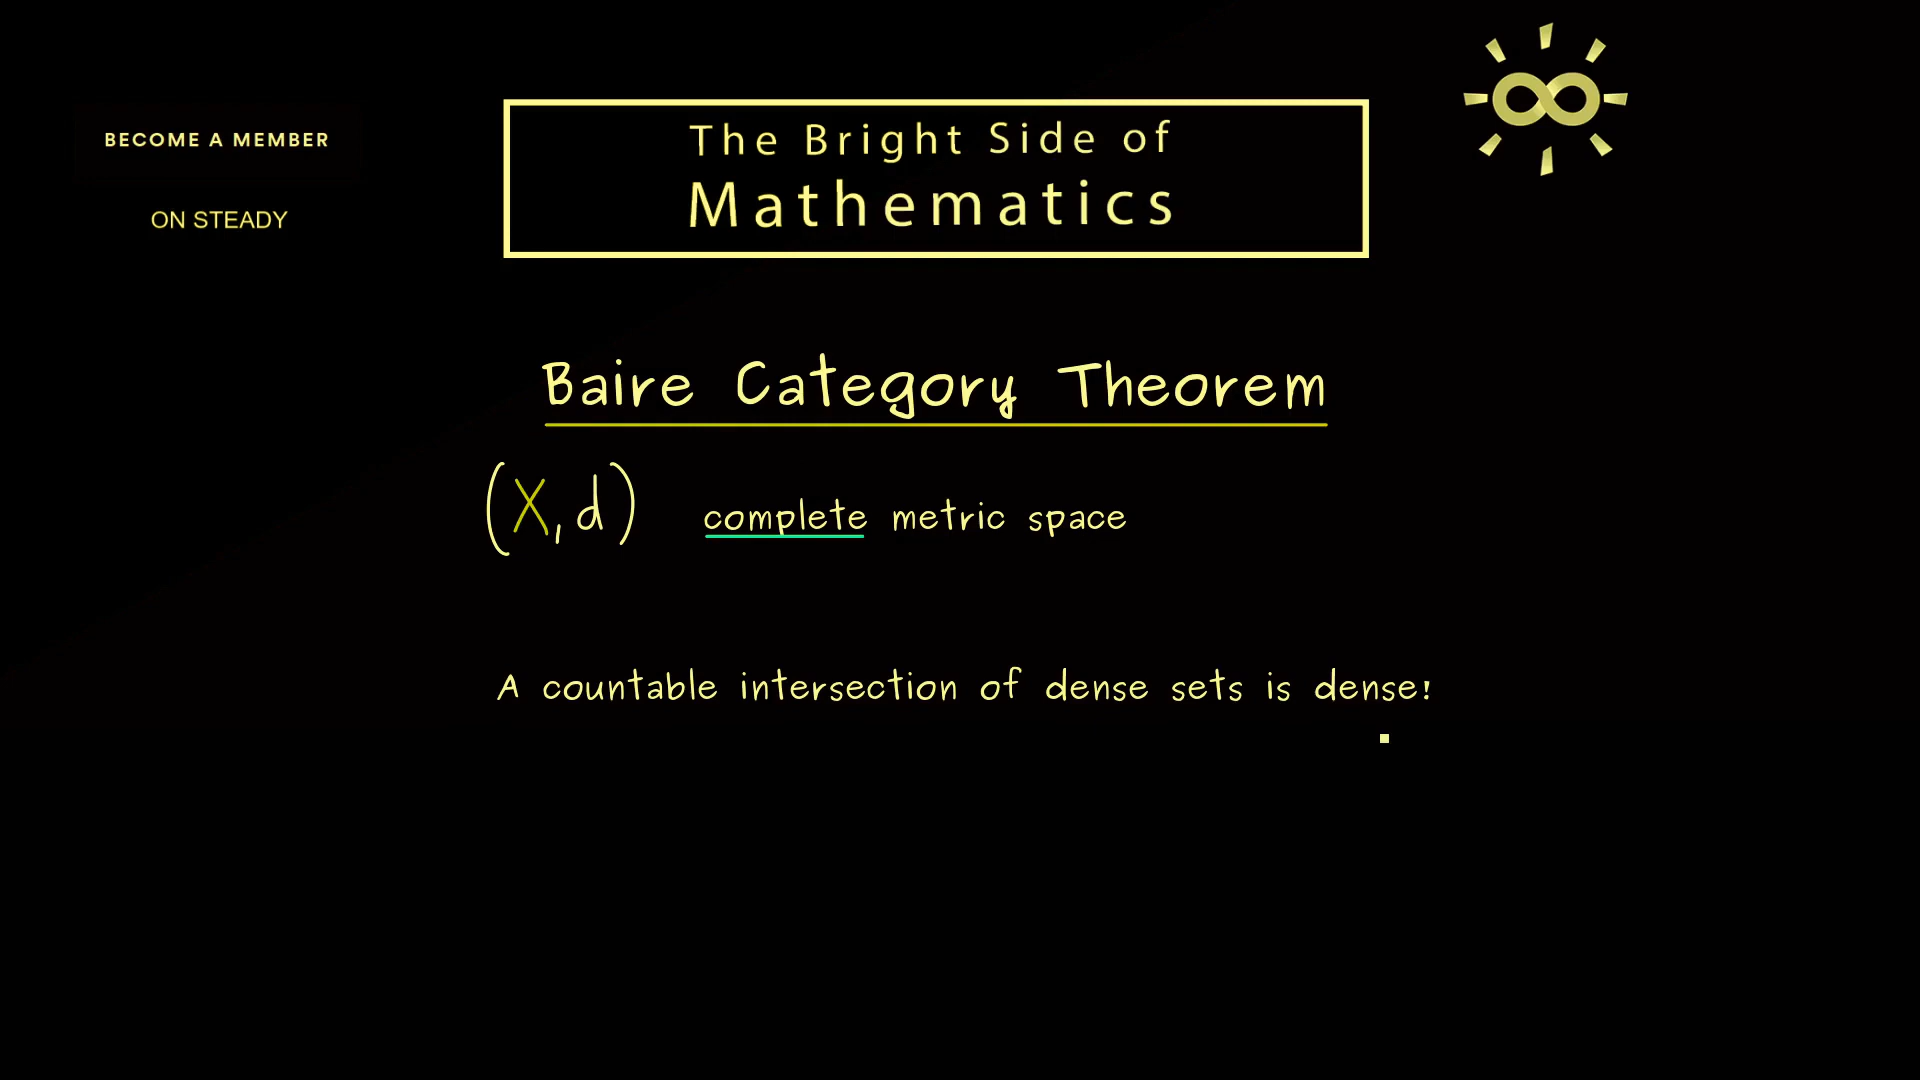 BECOME A MEMBER
ON STEADY
The Bright Side of
Mathematics
Baire Category Theorem
(X, d) complete metric space
A countable intersection of dense sets is dense!